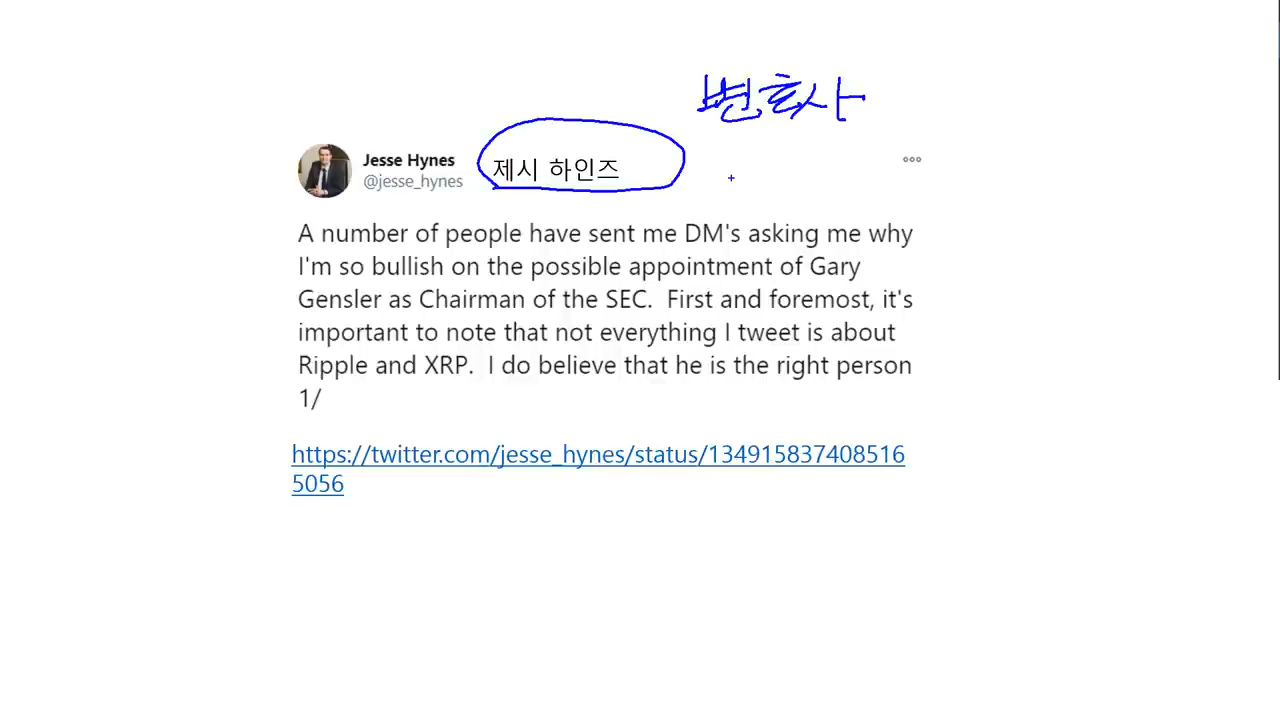 변호사
Jesse Hynes
@jesse_hynes
제시 하인즈
A number of people have sent me DM's asking me why
I'm so bullish on the possible appointment of Gary
Gensler as Chairman of the SEC.  First and foremost, it's
important to note that not everything I tweet is about
Ripple and XRP.  I do believe that he is the right person
1/
https://twitter.com/jesse_hynes/status/134915837408516
5056